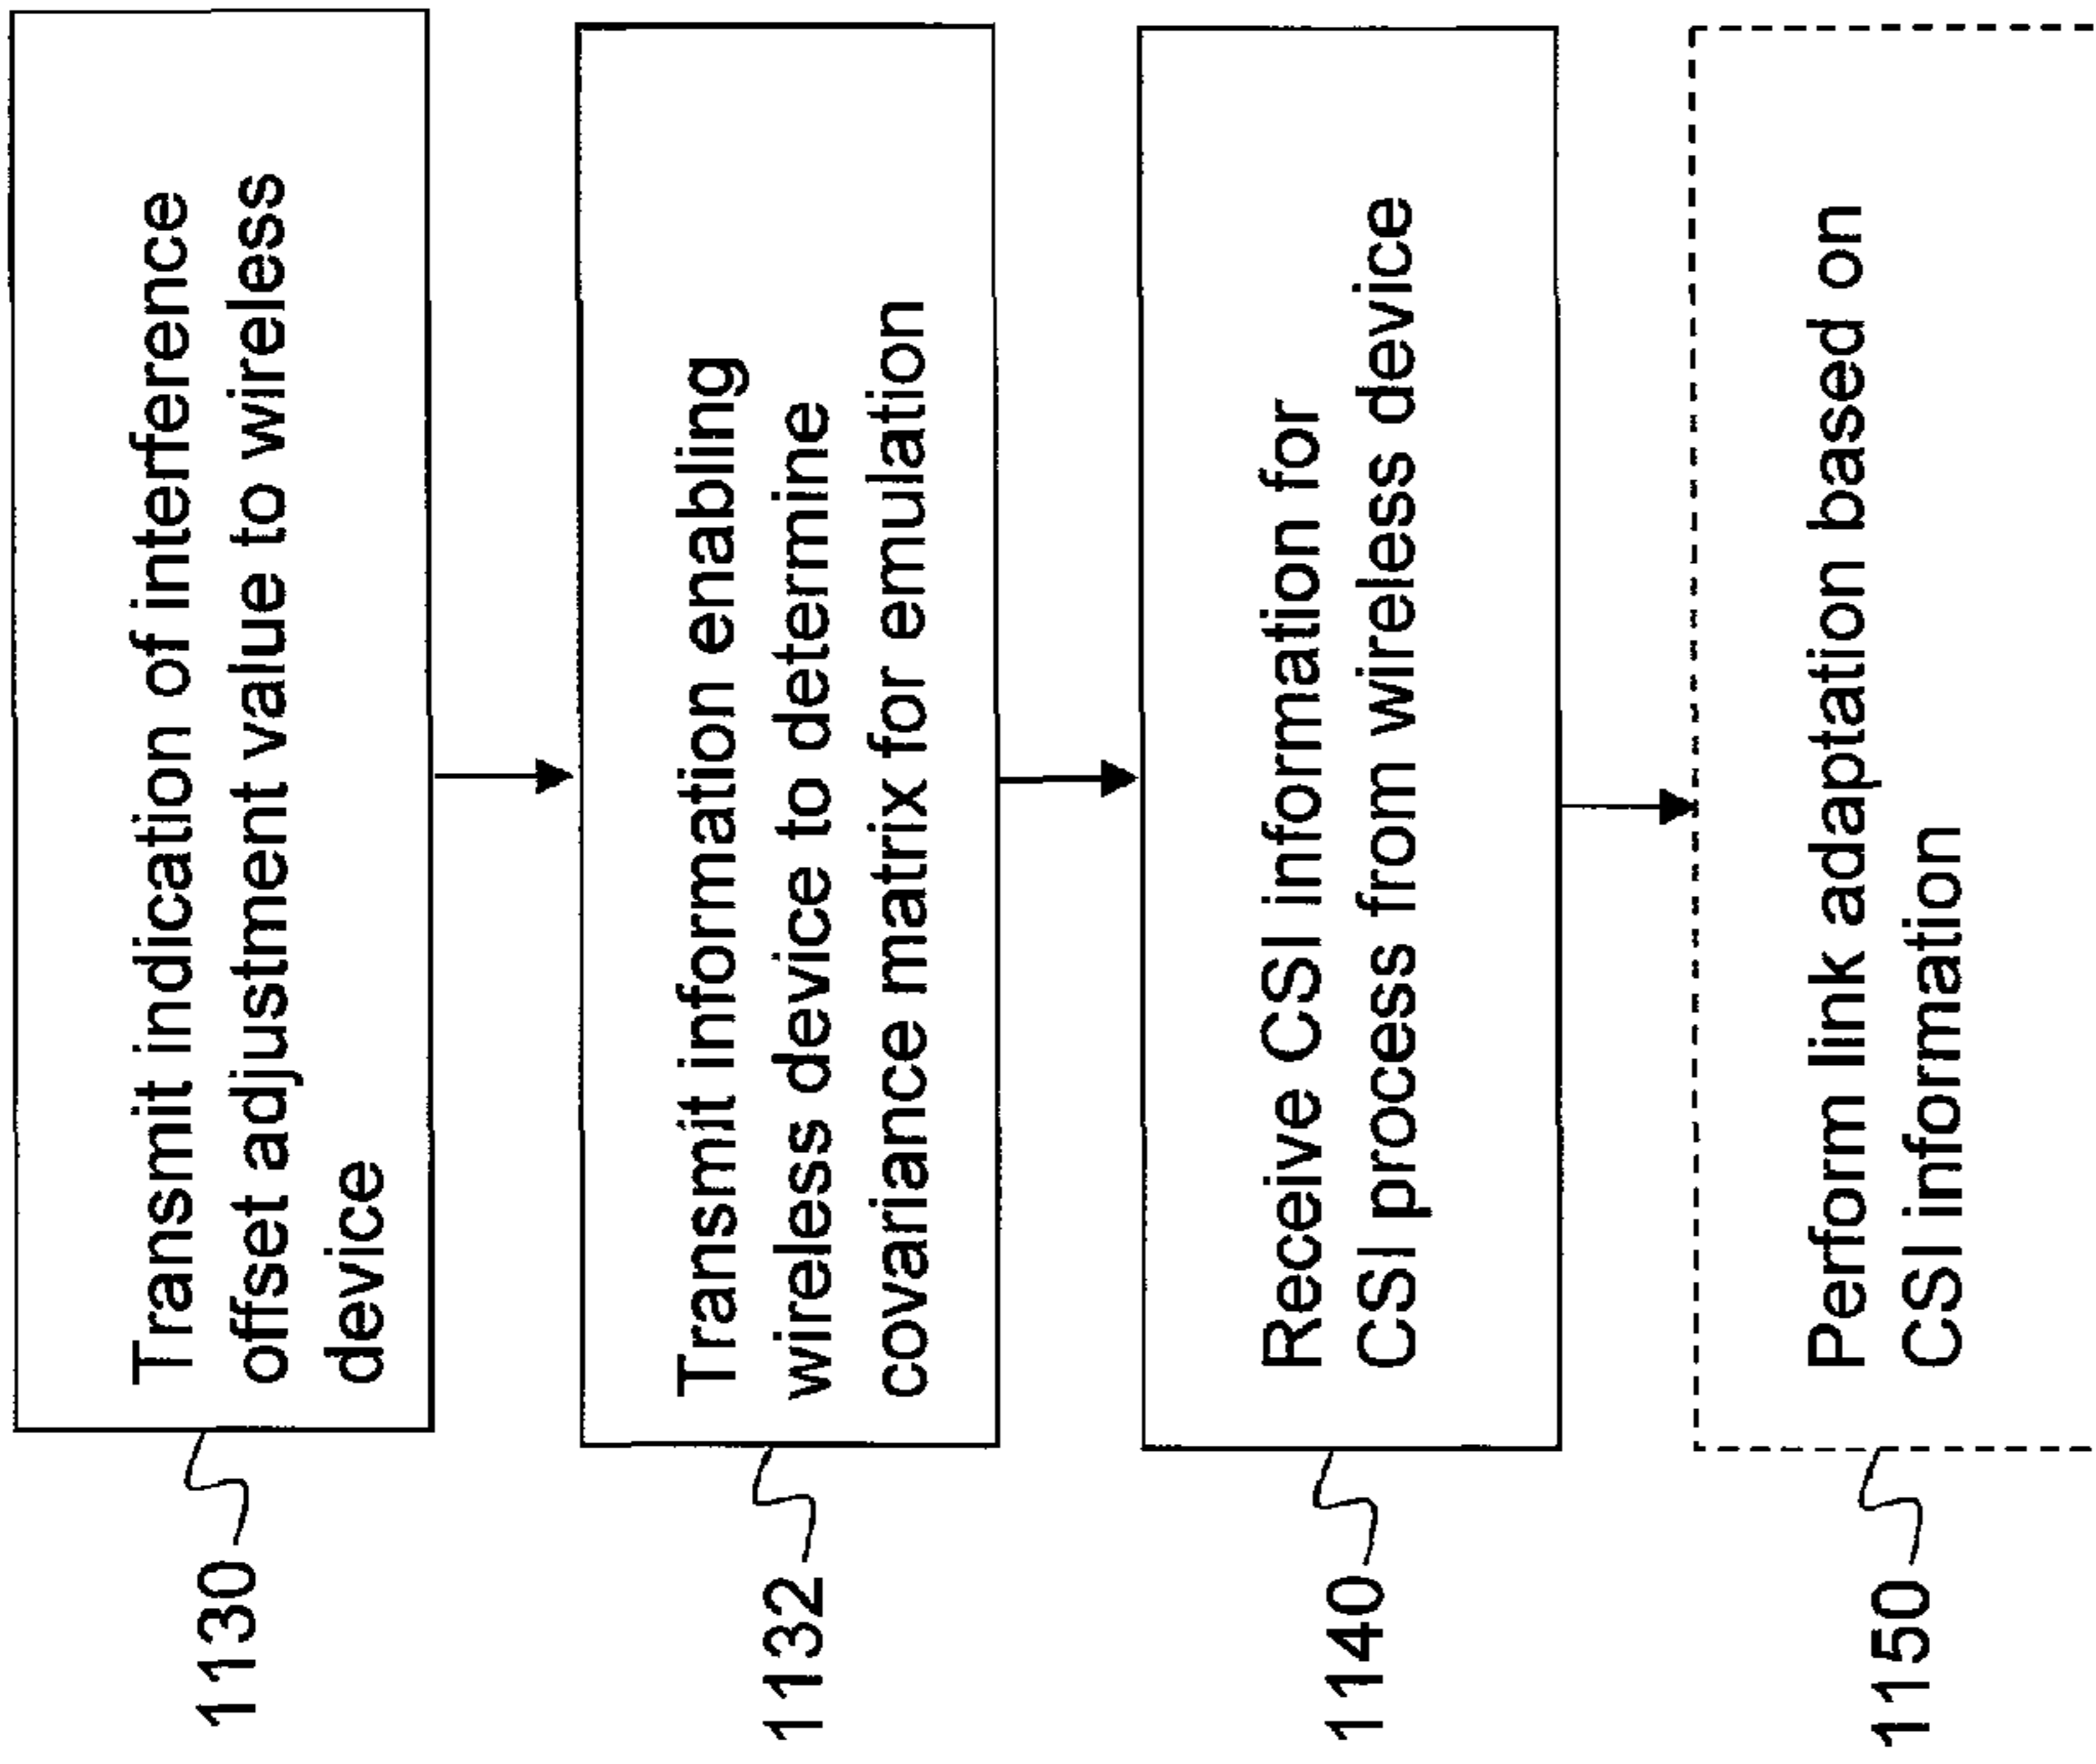 Transmit indication of interference
offset adjustment value to wireless
device
1130
Transmit information enabling
wireless device to determine
covariance matrix for emulation
1132
Receive CSI information for
CSI process from wireless device
1140
Perform link adaptation based on
CSI information
1150